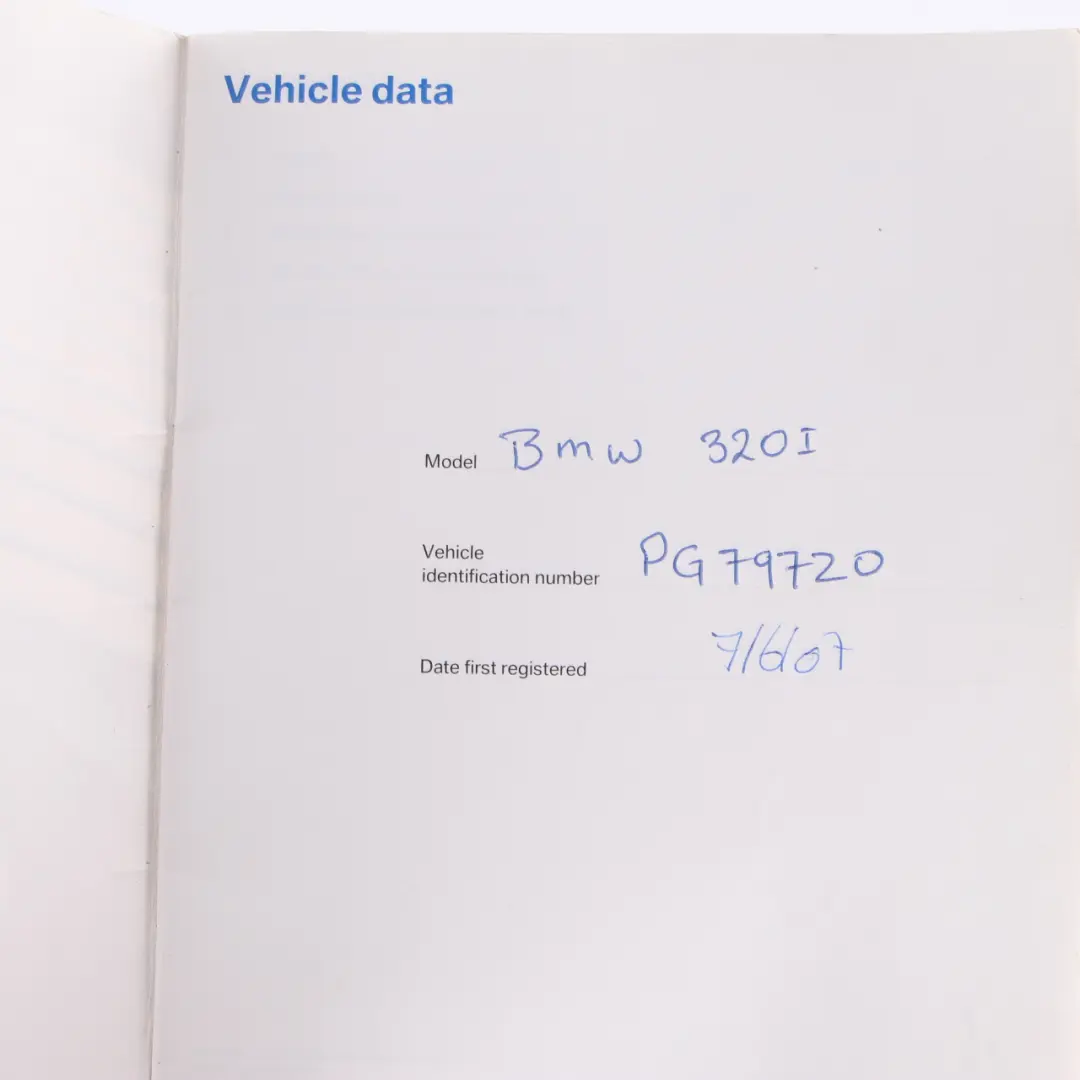 Vehicle data
Model Bmw 320I
Vehicle
identification number PG79720
Date first registered 7/6/07